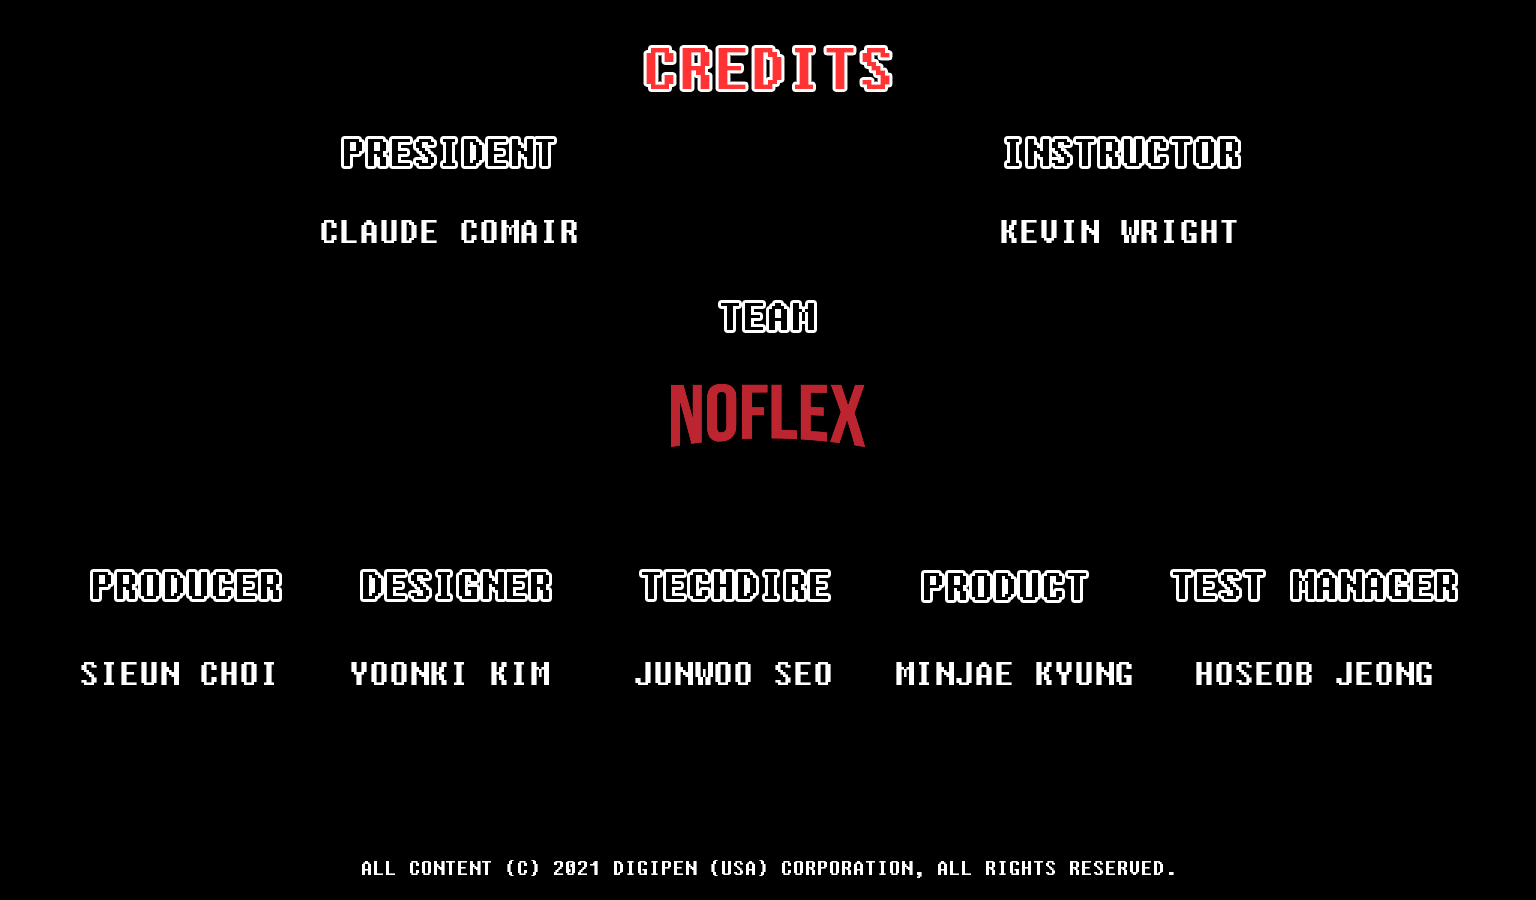 CREDITS
PRESIDENT INSTRUCTOR
CLAUDE COMAIR KEVIN WRIGHT
TEAM
NOFLEX
PRODUCER DESIGNER TECHDIRE PRODUCT TEST MANAGER
SIEUN CHOI YOONKI KIM JUNWOO SEO MINJAE KYUNG HOSEOB JEONG
ALL CONTENT (C) 2021 DIGIPEN (USA) CORPORATION, ALL RIGHTS RESERVED.